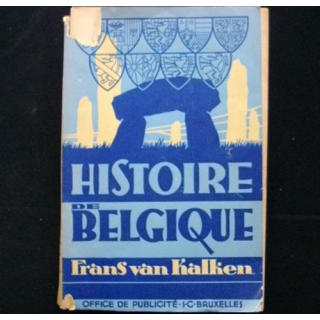 HISTOIRE
DE
BELGIQUE
Frans van Kalken
OFFICE DE PUBLICITÉ·S·C·BRUXELLES